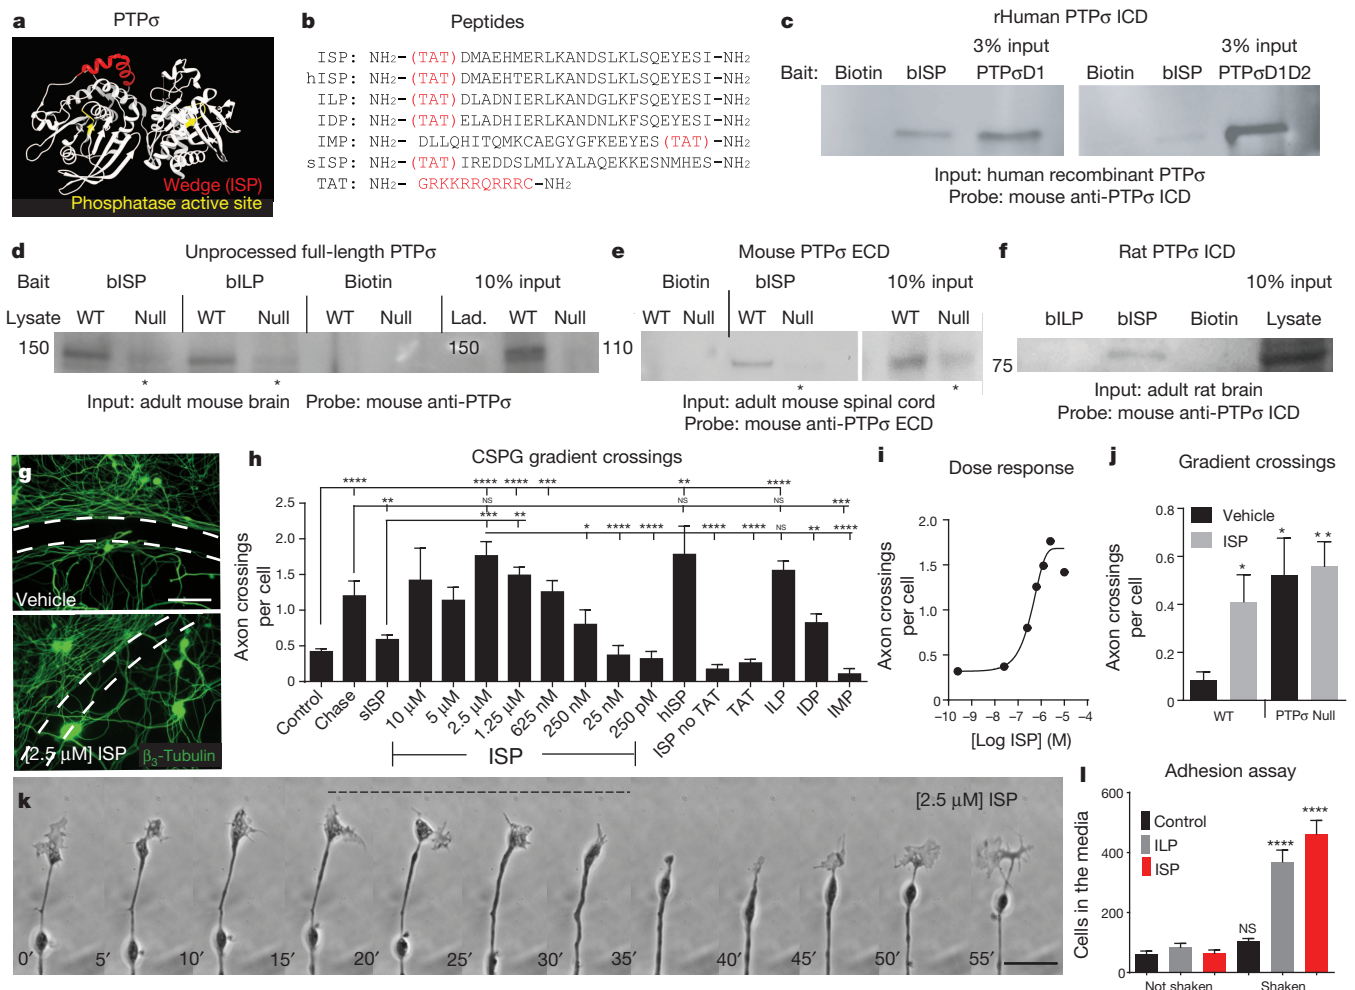 a PTPσ
Wedge (ISP)
Phosphatase active site
b Peptides
ISP: NH2-(TAT)DMAEHMERLKANDSLKLSQEYESI-NH2
hISP: NH2-(TAT)DMAEHTERLKANDSLKLSQEYESI-NH2
ILP: NH2-(TAT)DLADNIERLKANDGLKFSQEYESI-NH2
IDP: NH2-(TAT)ELADHIERLKANDSLKFSQEYESI-NH2
IMP: NH2- DLLQHITQMKCAEGYGFKEEYES(TAT)-NH2
sISP: NH2-(TAT)IREDDSLMLYALAQEKKESNMHES-NH2
TAT: NH2- GRKKRRQRRRC-NH2
c rHuman PTPσ ICD
3% input 3% input
Bait: Biotin bISP PTPσD1 Biotin bISP PTPσD1D2
Input: human recombinant PTPσ
Probe: mouse anti-PTPσ ICD
d Unprocessed full-length PTPσ
Bait bISP bILP Biotin 10% input
Lysate WT Null WT Null WT Null Lad. WT Null
150 150
* *
Input: adult mouse brain Probe: mouse anti-PTPσ
e Mouse PTPσ ECD
Biotin bISP 10% input
WT Null WT Null WT Null
110
* *
Input: adult mouse spinal cord
Probe: mouse anti-PTPσ ECD
f Rat PTPσ ICD
10% input
bILP bISP Biotin Lysate
75
Input: adult rat brain
Probe: mouse anti-PTPσ ICD
g
Vehicle
[2.5 μM] ISP β3-Tubulin
h CSPG gradient crossings
**** **** **** *** ** ****
** NS NS NS ***
*** **
* **** **** **** **** NS ** ****
Axon crossings
per cell
2.5
2.0
1.5
1.0
0.5
0
Control Chase sISP 10 μM 5 μM 2.5 μM 1.25 μM 625 nM 250 nM 25 nM 250 pM hISP ISP no TAT TAT ILP IDP IMP
ISP
i Dose response
Axon crossings
per cell
2.0
1.5
1.0
0.5
0
−10 −9 −8 −7 −6 −5 −4
[Log ISP] (M)
j Gradient crossings
Vehicle
ISP
Axon crossings
per cell
0.8
0.6
0.4
0.2
0
* * **
WT PTPσ Null
k [2.5 μM] ISP
0′ 5′ 10′ 15′ 20′ 25′ 30′ 35′ 40′ 45′ 50′ 55′
l Adhesion assay
Control
ILP
ISP
Cells in the media
600
400
200
0
NS **** ****
Not shaken Shaken